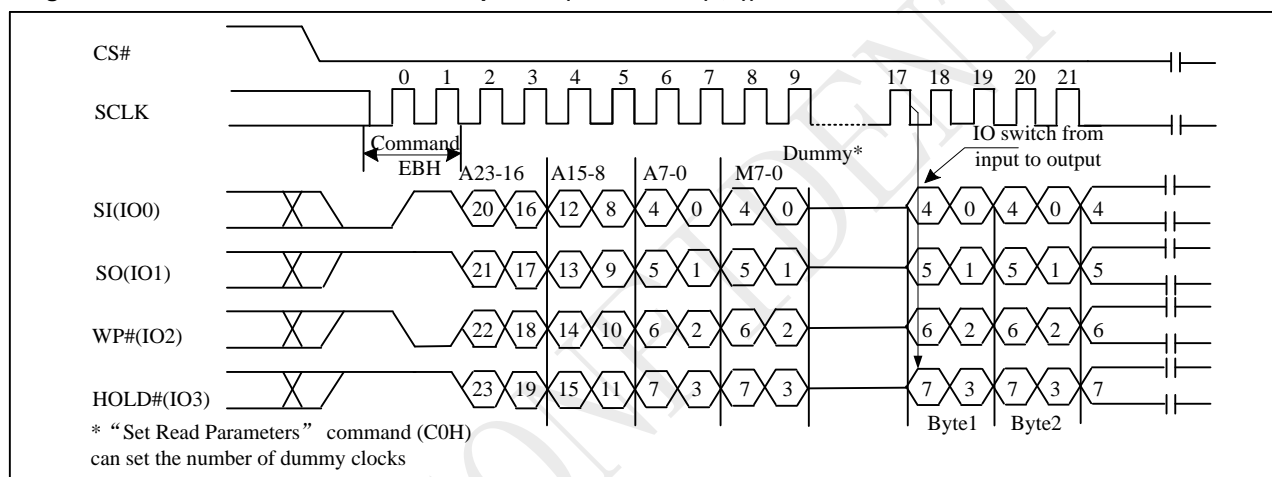 CS#
0 1 2 3 4 5 6 7 8 9 17 18 19 20 21
SCLK
Command
EBH
IO switch from
input to output
Dummy*
A23-16 A15-8 A7-0 M7-0
SI(IO0) 20 16 12 8 4 0 4 0 4 0 4 0 4
SO(IO1) 21 17 13 9 5 1 5 1 5 1 5 1 5
WP#(IO2) 22 18 14 10 6 2 6 2 6 2 6 2 6
HOLD#(IO3) 23 19 15 11 7 3 7 3 7 3 7 3 7
Byte1 Byte2
* “Set Read Parameters” command (C0H)
can set the number of dummy clocks